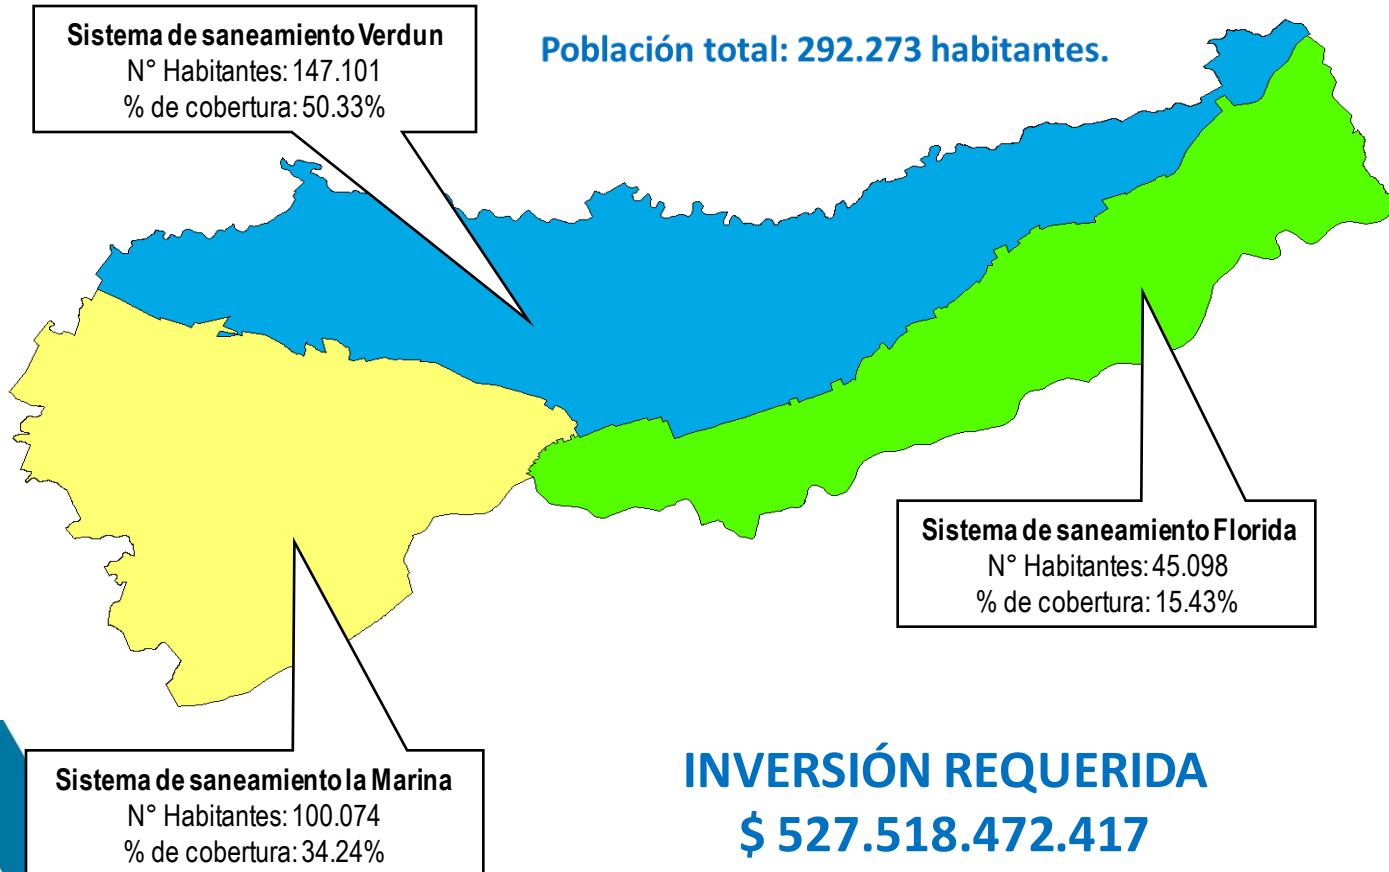 Sistema de saneamiento Verdun
N° Habitantes: 147.101
% de cobertura: 50.33%
Población total: 292.273 habitantes.
Sistema de saneamiento Florida
N° Habitantes: 45.098
% de cobertura: 15.43%
Sistema de saneamiento la Marina
N° Habitantes: 100.074
% de cobertura: 34.24%
INVERSIÓN REQUERIDA
$ 527.518.472.417